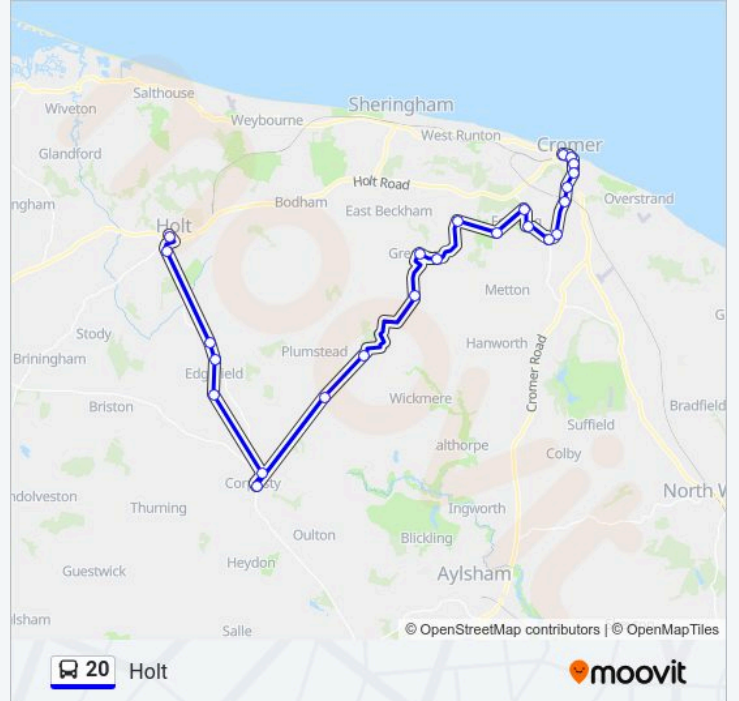 Salthouse
Sheringham
Wiveton
Weybourne
West Runton
Cromer
Glandford
Holt Road
ngham
Bodham
East Beckham
Overstrand
Holt
Metton
Stody
Plumstead
Hanworth
Cromer Road
Briningham
Briston
Wickmere
Bradfield
Suffield
althorpe
Colby
ndolveston
Thurning
Ingworth
North W
Oulton
Blickling
Heydon
Guestwick
Aylsham
lsham
Salle
© OpenStreetMap contributors | © OpenMapTiles
20 Holt
moovit